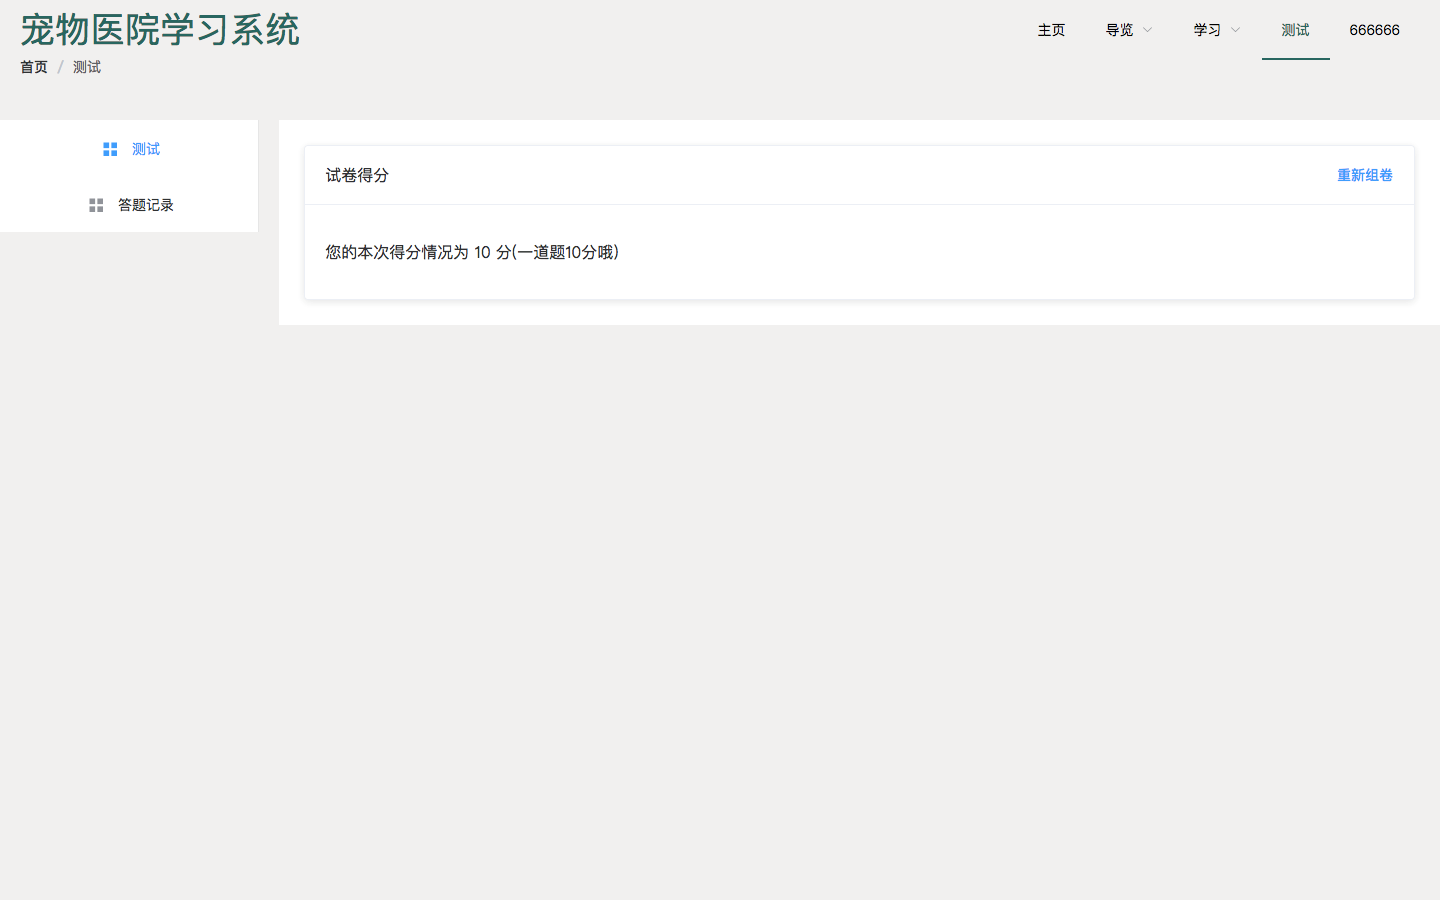 宠物医院学习系统
主页 导览 学习 测试 666666
首页 / 测试
测试
答题记录
试卷得分 重新组卷
您的本次得分情况为 10 分(一道题10分哦)